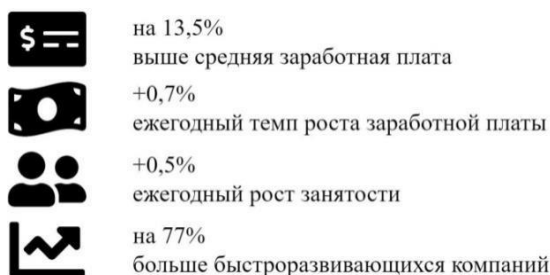 на 13,5%
выше средняя заработная плата
+0,7%
ежегодный темп роста заработной платы
+0,5%
ежегодный рост занятости
на 77%
больше быстроразвивающихся компаний